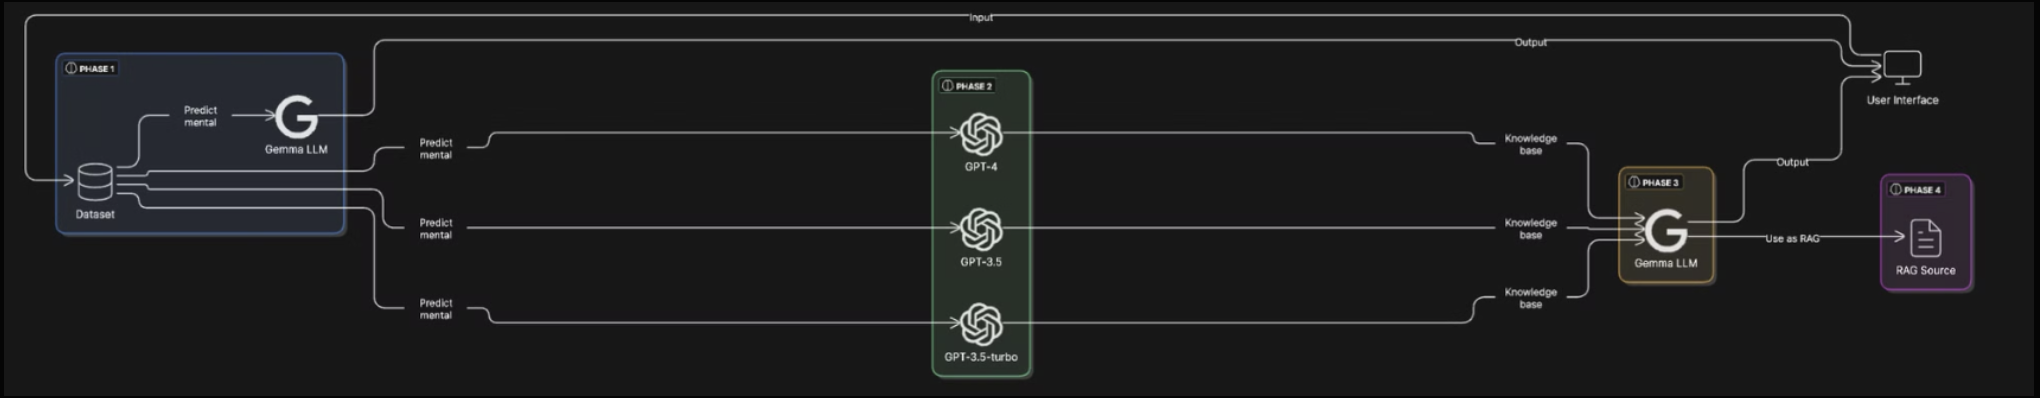 Input
Output
PHASE 1
Predict
mental
Gemma LLM
Dataset
Predict
mental
Predict
mental
Predict
mental
PHASE 2
GPT-4
GPT-3.5
GPT-3.5-turbo
Knowledge
base
Knowledge
base
Knowledge
base
PHASE 3
Gemma LLM
Output
Use as RAG
User Interface
PHASE 4
RAG Source